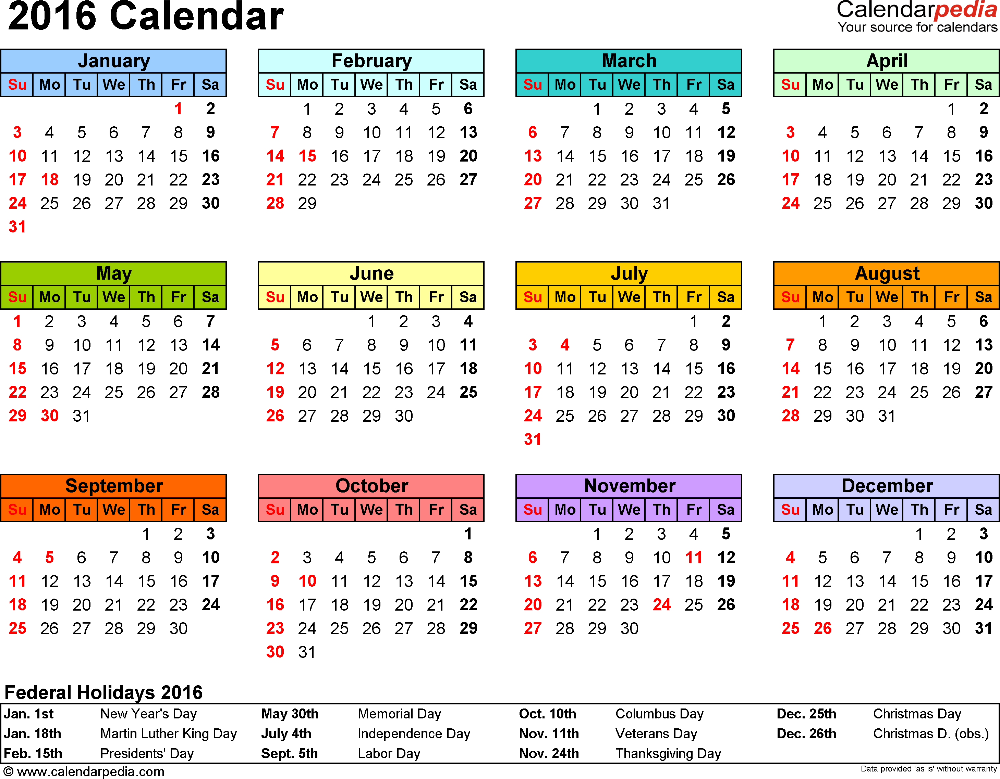 2016 Calendar
Calendarpedia
Your source for calendars
January February March April
Su Mo Tu We Th Fr Sa Su Mo Tu We Th Fr Sa Su Mo Tu We Th Fr Sa Su Mo Tu We Th Fr Sa
1 2 1 2 3 4 5 6 1 2 3 4 5 1 2
3 4 5 6 7 8 9 7 8 9 10 11 12 13 6 7 8 9 10 11 12 3 4 5 6 7 8 9
10 11 12 13 14 15 16 14 15 16 17 18 19 20 13 14 15 16 17 18 19 10 11 12 13 14 15 16
17 18 19 20 21 22 23 21 22 23 24 25 26 27 20 21 22 23 24 25 26 17 18 19 20 21 22 23
24 25 26 27 28 29 30 28 29 27 28 29 30 31 24 25 26 27 28 29 30
31
May June July August
Su Mo Tu We Th Fr Sa Su Mo Tu We Th Fr Sa Su Mo Tu We Th Fr Sa Su Mo Tu We Th Fr Sa
1 2 3 4 5 6 7 1 2 3 4 1 2 1 2 3 4 5 6
8 9 10 11 12 13 14 5 6 7 8 9 10 11 3 4 5 6 7 8 9 7 8 9 10 11 12 13
15 16 17 18 19 20 21 12 13 14 15 16 17 18 10 11 12 13 14 15 16 14 15 16 17 18 19 20
22 23 24 25 26 27 28 19 20 21 22 23 24 25 17 18 19 20 21 22 23 21 22 23 24 25 26 27
29 30 31 26 27 28 29 30 24 25 26 27 28 29 30 28 29 30 31
31
September October November December
Su Mo Tu We Th Fr Sa Su Mo Tu We Th Fr Sa Su Mo Tu We Th Fr Sa Su Mo Tu We Th Fr Sa
1 2 3 1 1 2 3 4 5 1 2 3
4 5 6 7 8 9 10 2 3 4 5 6 7 8 6 7 8 9 10 11 12 4 5 6 7 8 9 10
11 12 13 14 15 16 17 9 10 11 12 13 14 15 13 14 15 16 17 18 19 11 12 13 14 15 16 17
18 19 20 21 22 23 24 16 17 18 19 20 21 22 20 21 22 23 24 25 26 18 19 20 21 22 23 24
25 26 27 28 29 30 23 24 25 26 27 28 29 27 28 29 30 25 26 27 28 29 30 31
30 31
Federal Holidays 2016
Jan. 1st New Year's Day May 30th Memorial Day Oct. 10th Columbus Day Dec. 25th Christmas Day
Jan. 18th Martin Luther King Day July 4th Independence Day Nov. 11th Veterans Day Dec. 26th Christmas D. (obs.)
Feb. 15th Presidents' Day Sept. 5th Labor Day Nov. 24th Thanksgiving Day
© www.calendarpedia.com Data provided 'as is' without warranty